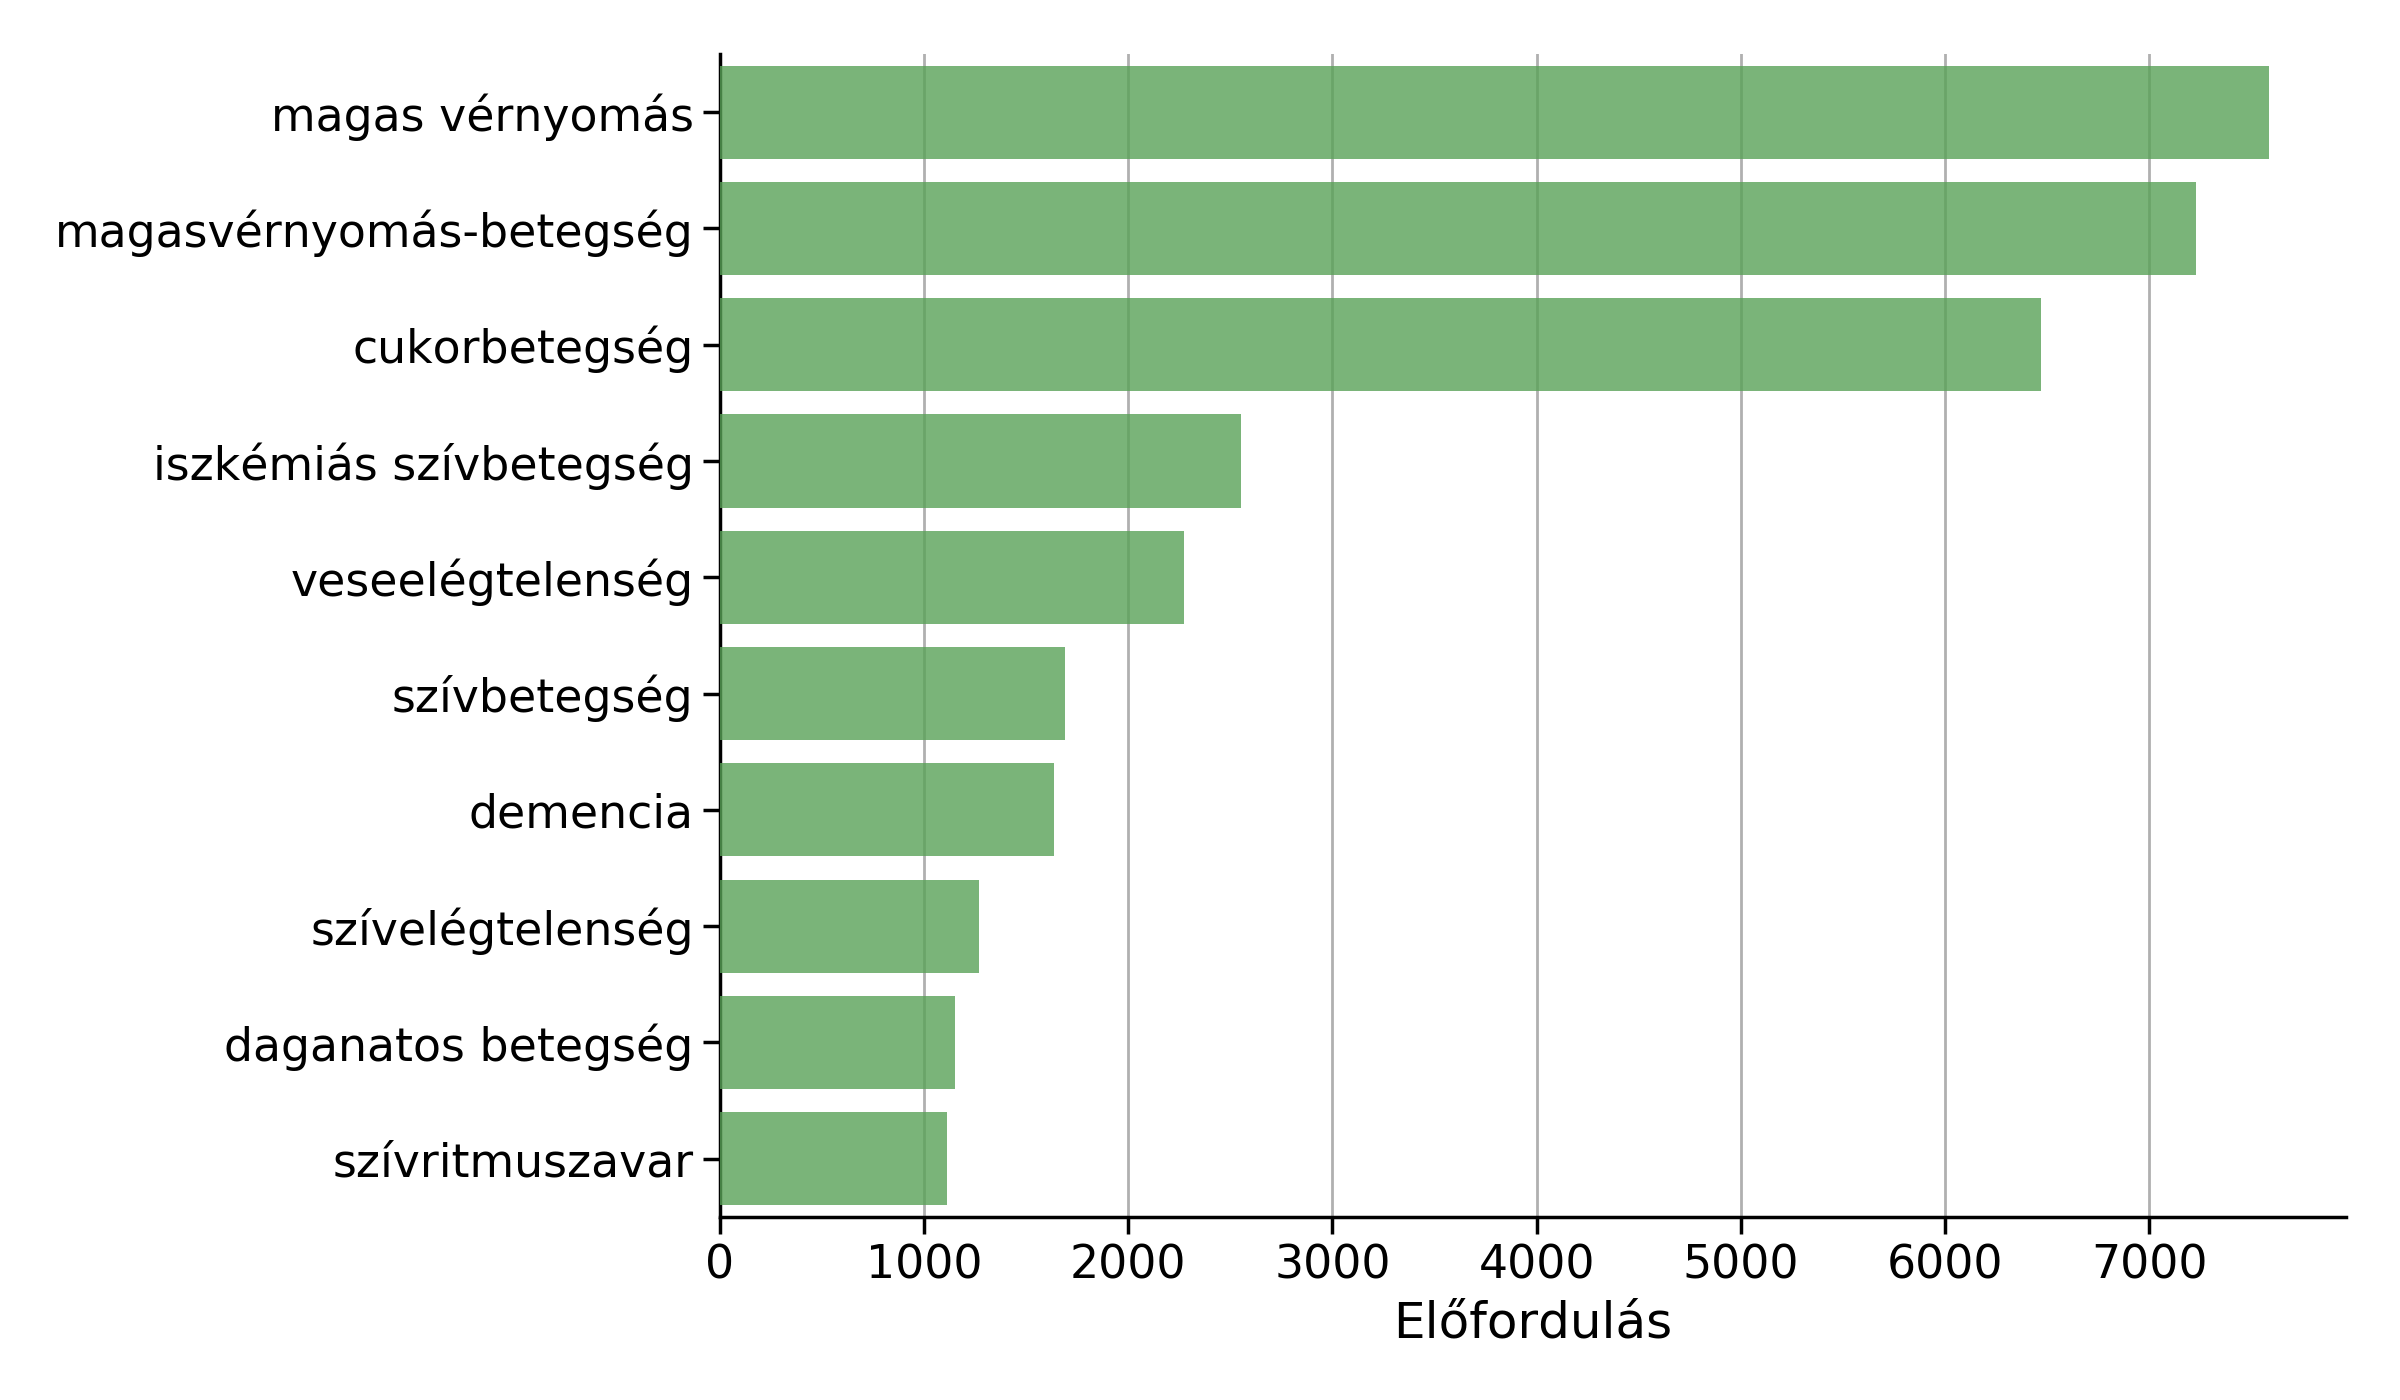 magas vérnyomás
magasvérnyomás-betegség
cukorbetegség
iszkémiás szívbetegség
veseelégtelenség
szívbetegség
demencia
szívelégtelenség
daganatos betegség
szívritmuszavar
0 1000 2000 3000 4000 5000 6000 7000
Előfordulás